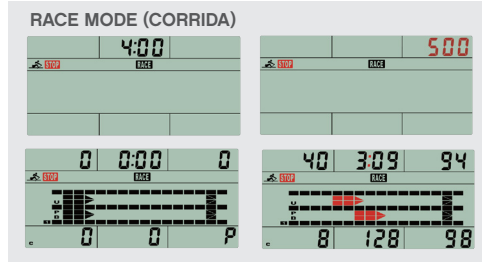 RACE MODE (CORRIDA)
4:00
STOP RACE
500
STOP RACE
0 0:00 0
STOP RACE
U
C
0 0 P
40 3:09 94
STOP RACE
U
C
8 128 98